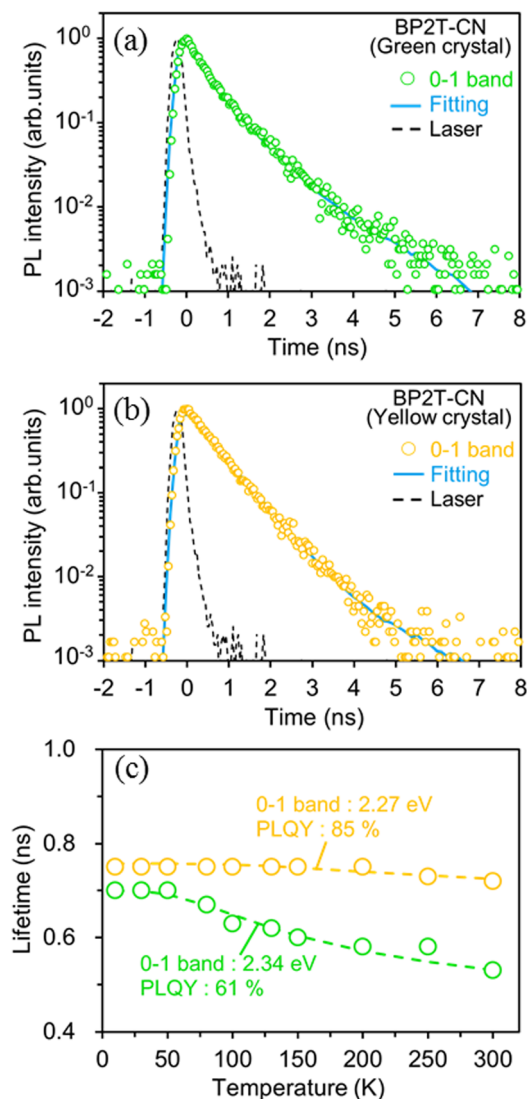 (a)
BP2T-CN
(Green crystal)
0-1 band
Fitting
Laser
PL intensity (arb.units)
10^0
10^-1
10^-2
10^-3
-2 -1 0 1 2 3 4 5 6 7 8
Time (ns)
(b)
BP2T-CN
(Yellow crystal)
0-1 band
Fitting
Laser
PL intensity (arb.units)
10^0
10^-1
10^-2
10^-3
-2 -1 0 1 2 3 4 5 6 7 8
Time (ns)
(c)
0-1 band : 2.27 eV
PLQY : 85 %
0-1 band : 2.34 eV
PLQY : 61 %
Lifetime (ns)
1.0
0.8
0.6
0.4
0 50 100 150 200 250 300
Temperature (K)